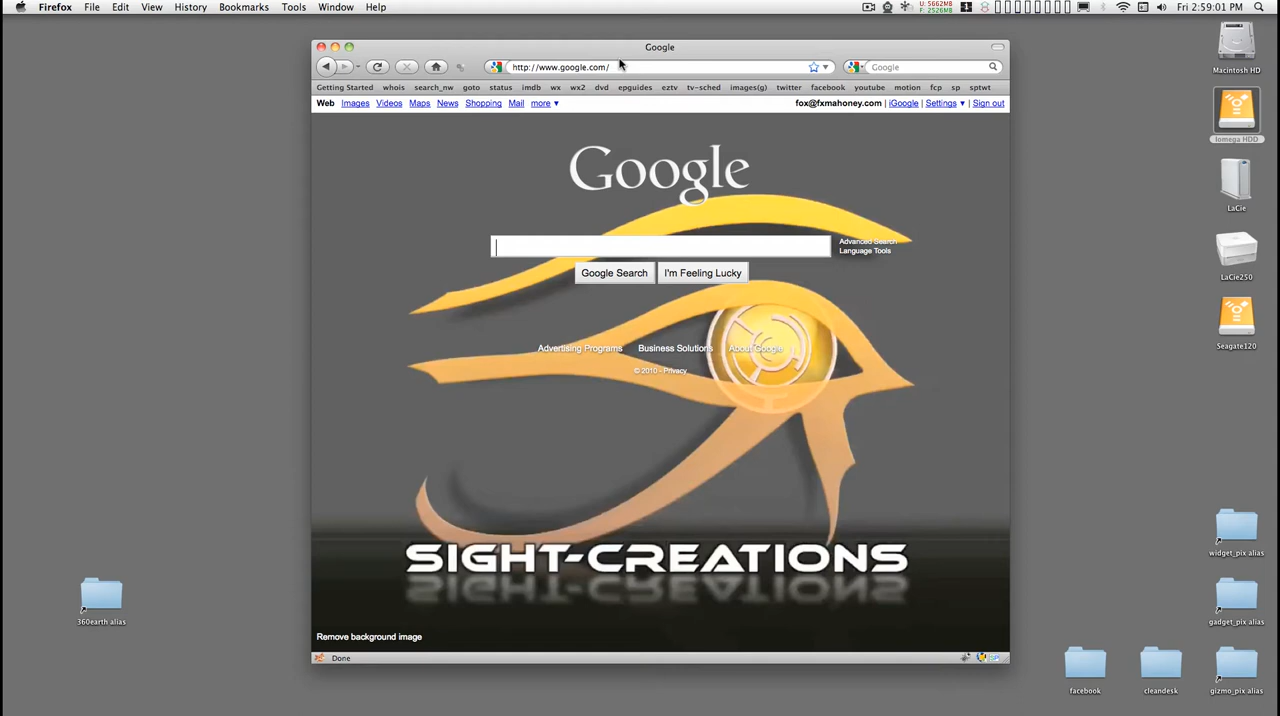 Firefox File Edit View History Bookmarks Tools Window Help U: 5662M F: 2526M 1 Fri 2:59:01 PM
Google
http://www.google.com/ Google
Getting Started whois search_nw goto status imdb wx wx2 dvd epguides eztv tv-sched images(g) twitter facebook youtube motion fcp sp sptwt
Web Images Videos Maps News Shopping Mail more ▼ fox@fxmahoney.com | iGoogle | Settings ▼ | Sign out
Google
Advanced Search
Language Tools
Google Search I'm Feeling Lucky
Advertising Programs Business Solutions About Google
© 2010 - Privacy
SIGHT-CREATIONS
Remove background image
Done
Macintosh HD
Iomega HDD
LaCie
LaCie250
Seagate120
widget_pix alias
360earth alias
gadget_pix alias
facebook cleandesk gizmo_pix alias